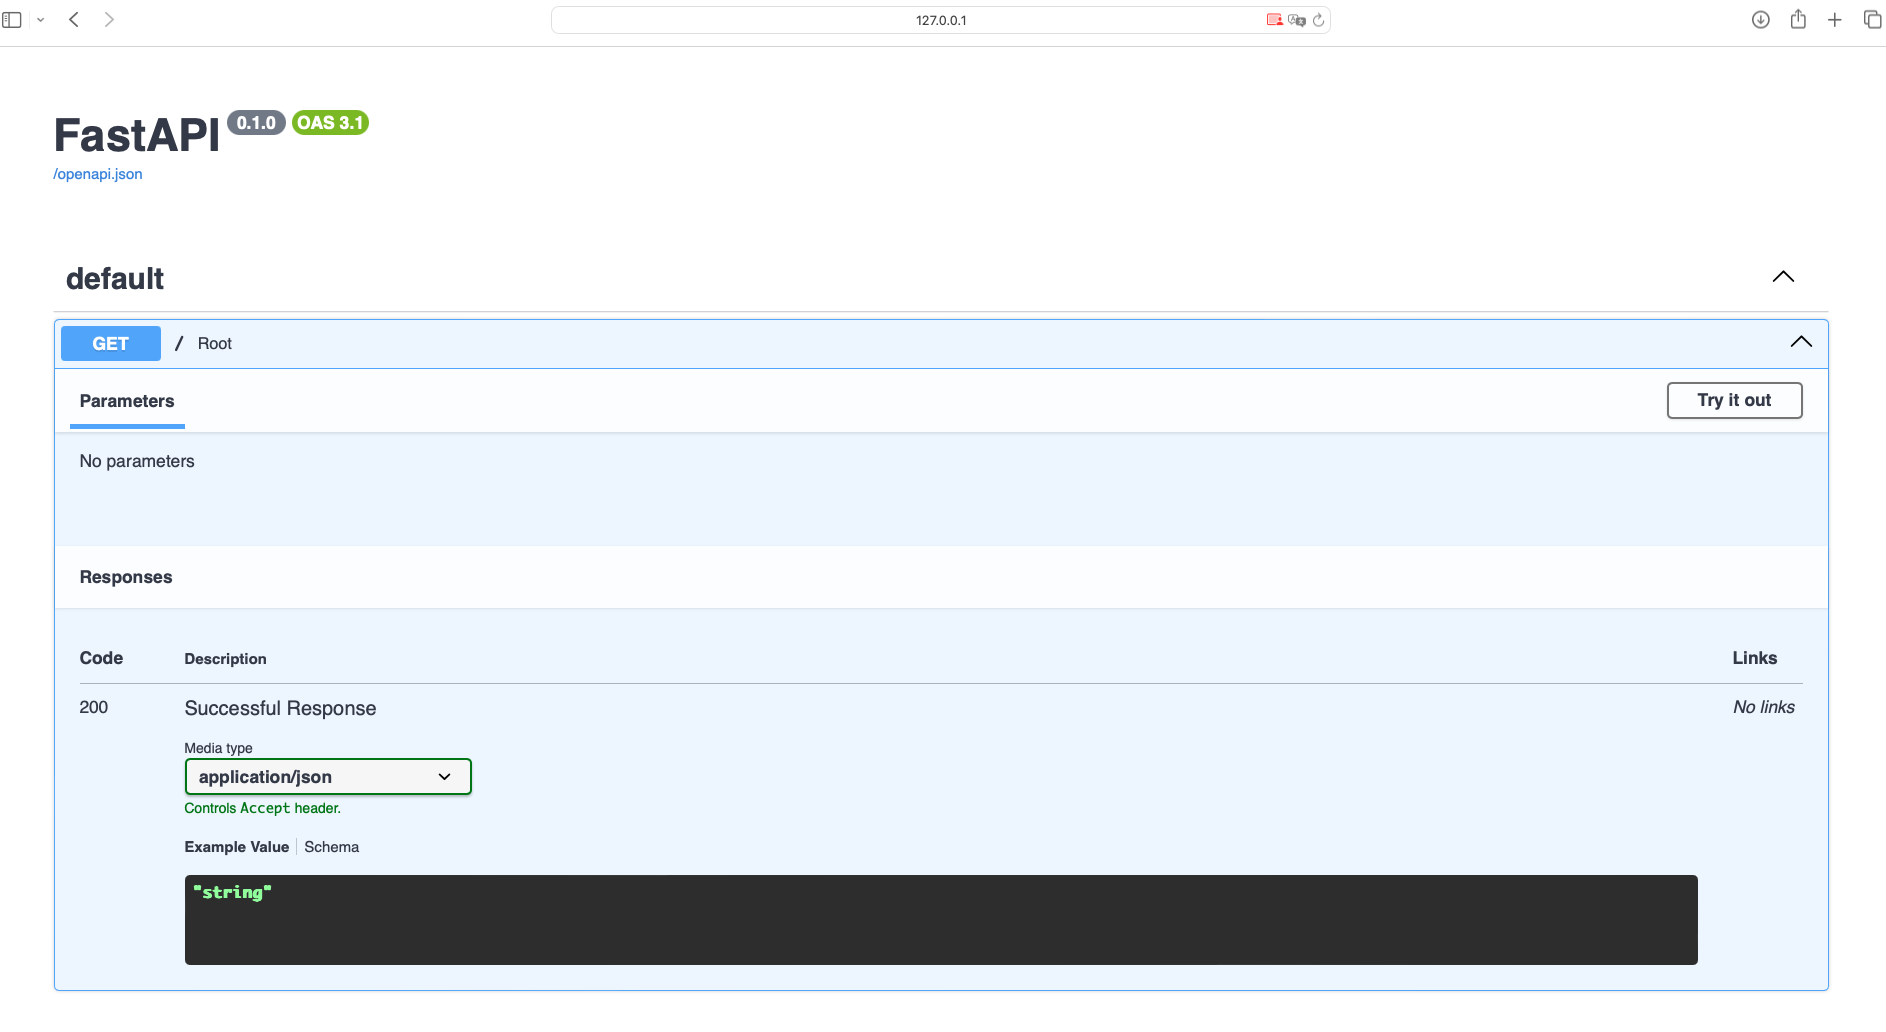 127.0.0.1
FastAPI 0.1.0 OAS 3.1
/openapi.json
default
GET / Root
Parameters
Try it out
No parameters
Responses
Code Description Links
200 Successful Response No links
Media type
application/json
Controls Accept header.
Example Value Schema
"string"